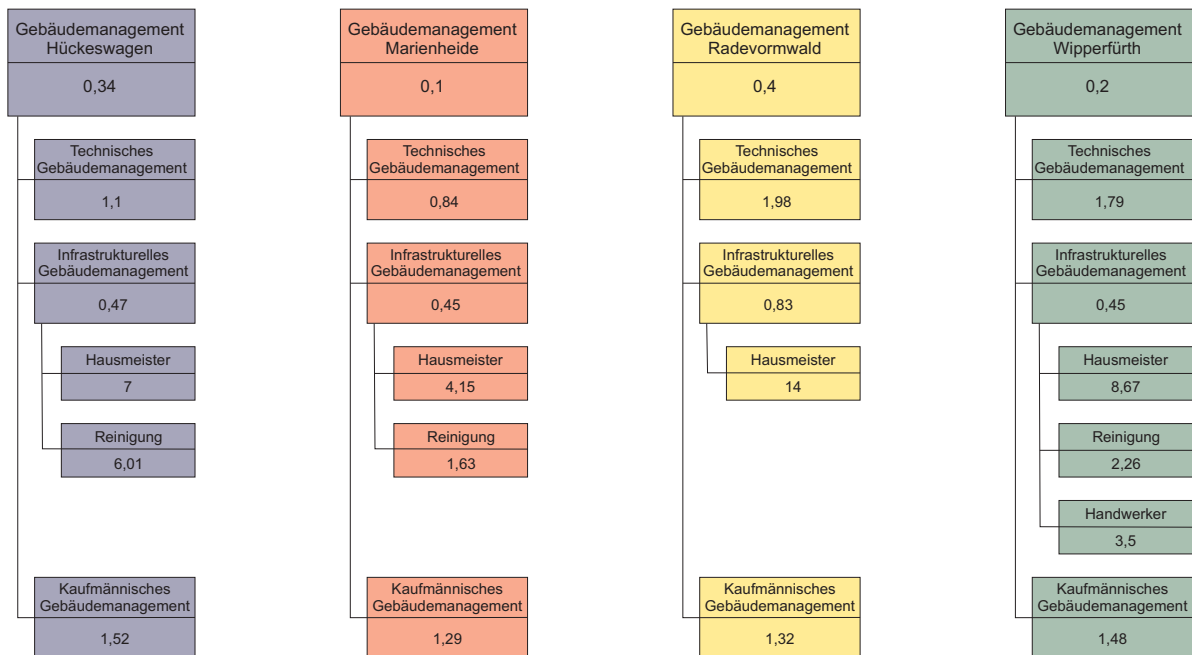 Gebäudemanagement
Hückeswagen
0,34
Technisches
Gebäudemanagement
1,1
Infrastrukturelles
Gebäudemanagement
0,47
Hausmeister
7
Reinigung
6,01
Kaufmännisches
Gebäudemanagement
1,52
Gebäudemanagement
Marienheide
0,1
Technisches
Gebäudemanagement
0,84
Infrastrukturelles
Gebäudemanagement
0,45
Hausmeister
4,15
Reinigung
1,63
Kaufmännisches
Gebäudemanagement
1,29
Gebäudemanagement
Radevormwald
0,4
Technisches
Gebäudemanagement
1,98
Infrastrukturelles
Gebäudemanagement
0,83
Hausmeister
14
Kaufmännisches
Gebäudemanagement
1,32
Gebäudemanagement
Wipperfürth
0,2
Technisches
Gebäudemanagement
1,79
Infrastrukturelles
Gebäudemanagement
0,45
Hausmeister
8,67
Reinigung
2,26
Handwerker
3,5
Kaufmännisches
Gebäudemanagement
1,48